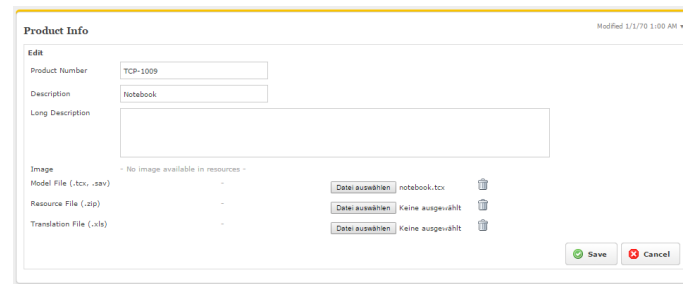 Product Info
Modified 1/1/70 1:00 AM
Edit
Product Number TCP-1009
Description Notebook
Long Description
Image - No image available in resources -
Model File (.tcx, .sav) - Datei auswählen notebook.tcx
Resource File (.zip) - Datei auswählen Keine ausgewählt
Translation File (.xls) - Datei auswählen Keine ausgewählt
Save Cancel